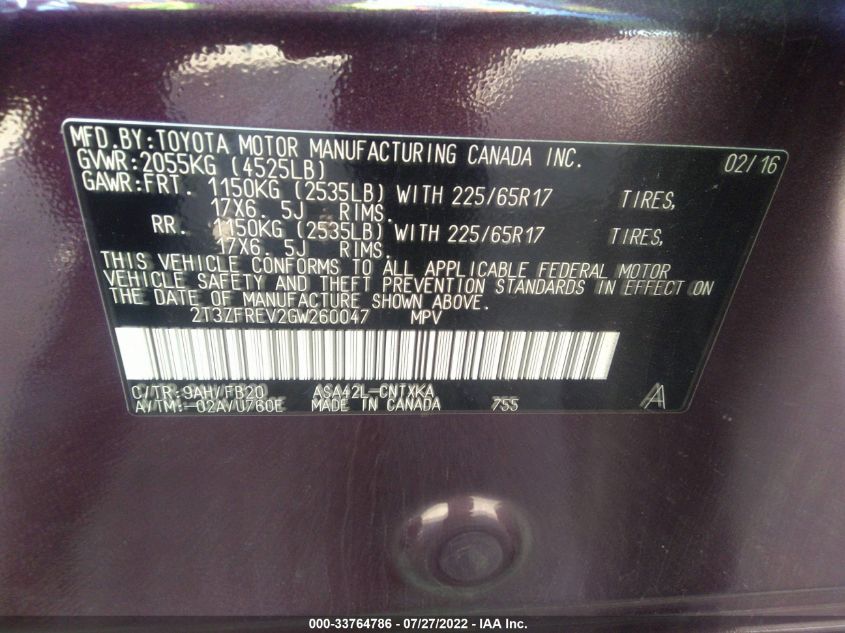 MFD.BY:TOYOTA MOTOR MANUFACTURING CANADA INC. 02/16
GVWR:2055KG (4525LB)
GAWR:FRT. 1150KG (2535LB) WITH 225/65R17 TIRES,
17X6. 5J RIMS.
RR. 1150KG (2535LB) WITH 225/65R17 TIRES,
17X6. 5J RIMS.
THIS VEHICLE CONFORMS TO ALL APPLICABLE FEDERAL MOTOR
VEHICLE SAFETY AND THEFT PREVENTION STANDARDS IN EFFECT ON
THE DATE OF MANUFACTURE SHOWN ABOVE.
2T3ZFREV2GW260047 MPV
C/TR:9AH/FB20 ASA42L-CNTXKA
A/TM:-02A/U760E MADE IN CANADA 755 A
000-33764786 - 07/27/2022 - IAA Inc.